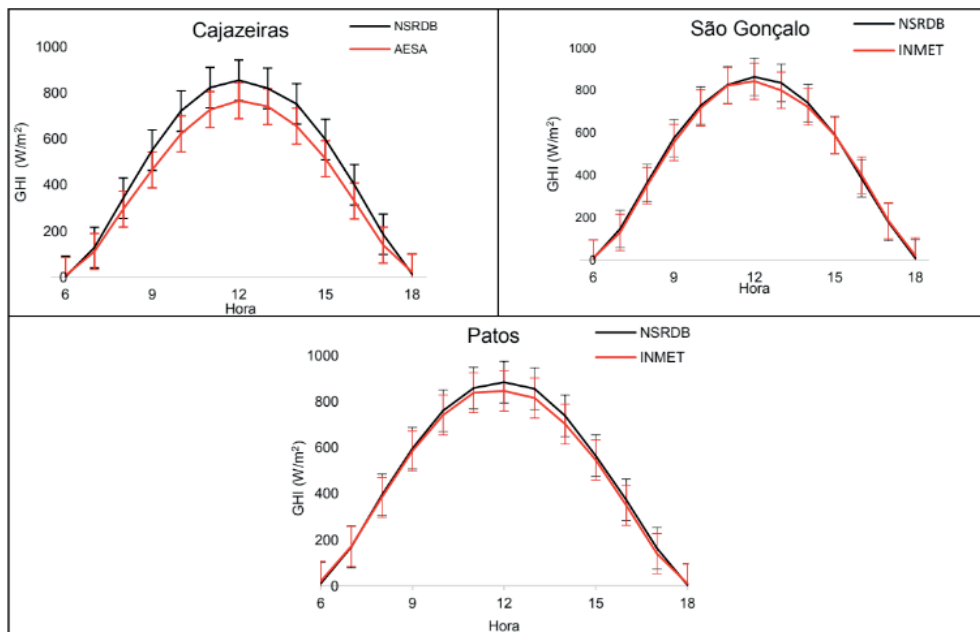 Cajazeiras
NSRDB
AESA
GHI (W/m²)
1000
800
600
400
200
0
6 9 12 15 18
Hora
São Gonçalo
NSRDB
INMET
GHI (W/m²)
1000
800
600
400
200
0
6 9 12 15 18
Hora
Patos
NSRDB
INMET
GHI (W/m²)
1000
800
600
400
200
0
6 9 12 15 18
Hora